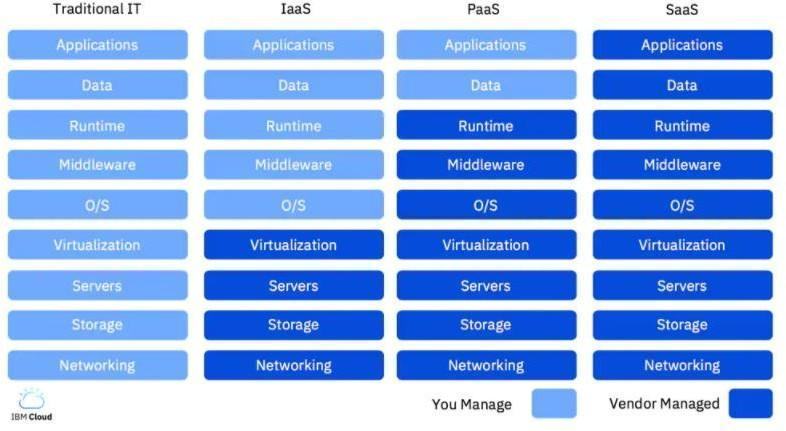 Traditional IT IaaS PaaS SaaS
Applications Applications Applications Applications
Data Data Data Data
Runtime Runtime Runtime Runtime
Middleware Middleware Middleware Middleware
O/S O/S O/S O/S
Virtualization Virtualization Virtualization Virtualization
Servers Servers Servers Servers
Storage Storage Storage Storage
Networking Networking Networking Networking
IBM Cloud You Manage Vendor Managed